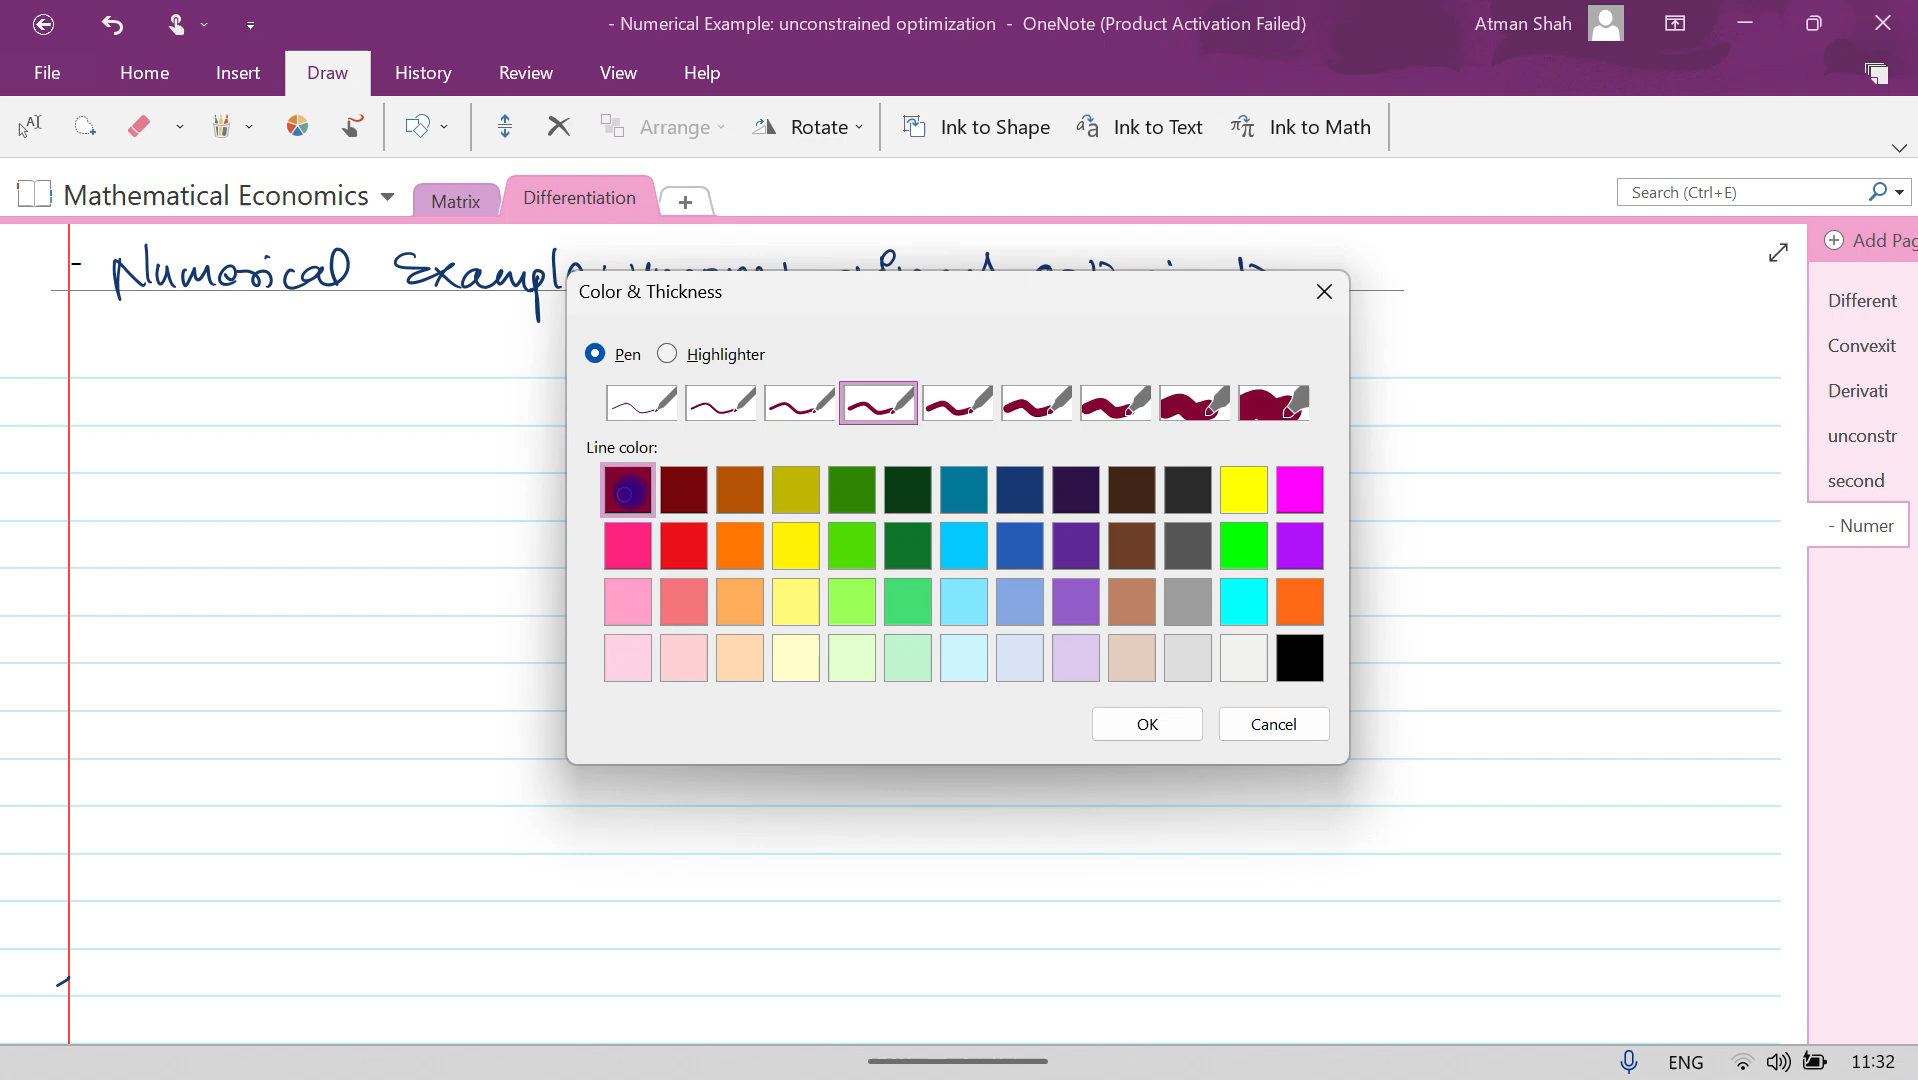 - Numerical Example: unconstrained optimization - OneNote (Product Activation Failed)
Atman Shah
File Home Insert Draw History Review View Help
Arrange Rotate Ink to Shape Ink to Text Ink to Math
Mathematical Economics Matrix Differentiation +
Search (Ctrl+E)
Add Pag
- Numerical Example
Color & Thickness
Pen Highlighter
Line color:
OK Cancel
Different
Convexit
Derivati
unconstr
second
- Numer
ENG 11:32